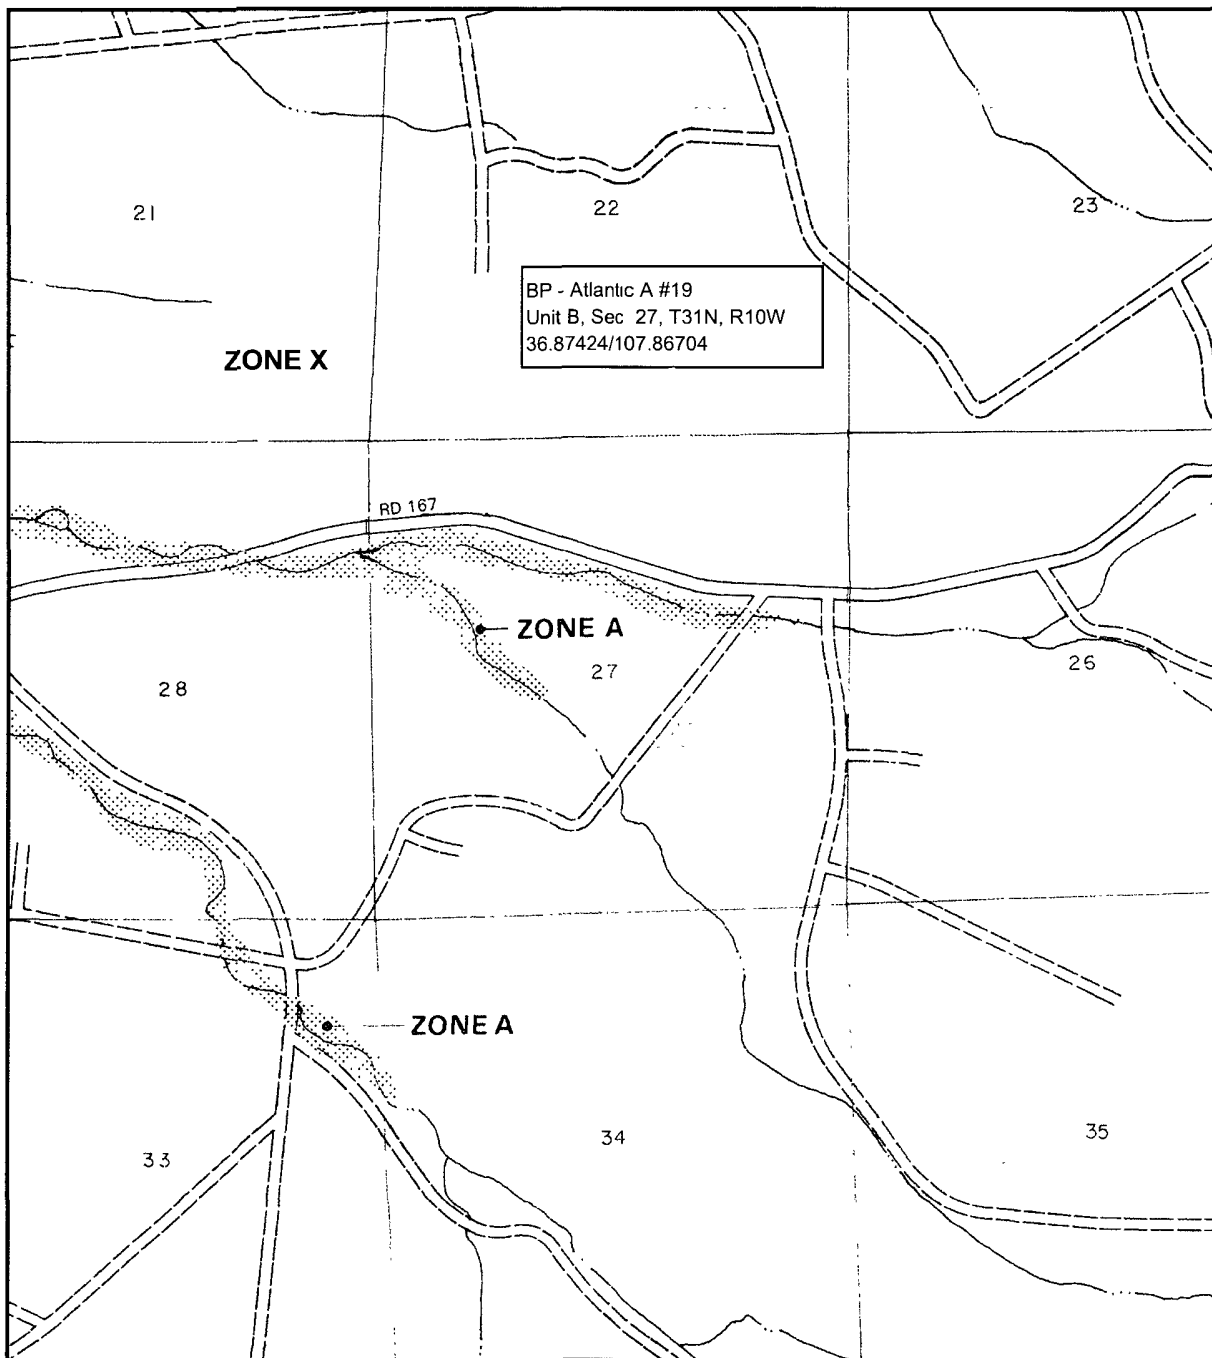 21
22
23
BP - Atlantic A #19
Unit B, Sec 27, T31N, R10W
36.87424/107.86704
ZONE X
RD 167
ZONE A
27
26
28
ZONE A
34
35
33